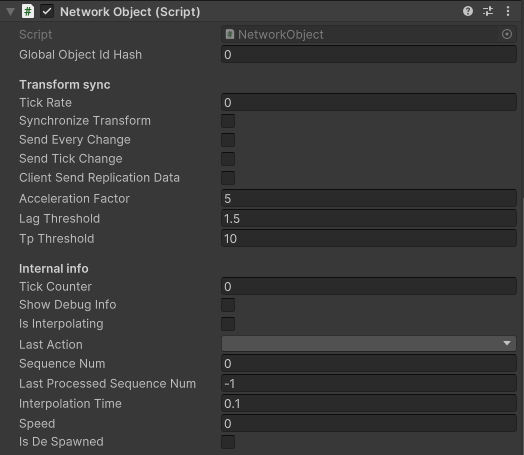 # Network Object (Script)
Script # NetworkObject
Global Object Id Hash 0
Transform sync
Tick Rate 0
Synchronize Transform
Send Every Change
Send Tick Change
Client Send Replication Data
Acceleration Factor 5
Lag Threshold 1.5
Tp Threshold 10
Internal info
Tick Counter 0
Show Debug Info
Is Interpolating
Last Action
Sequence Num 0
Last Processed Sequence Num -1
Interpolation Time 0.1
Speed 0
Is De Spawned